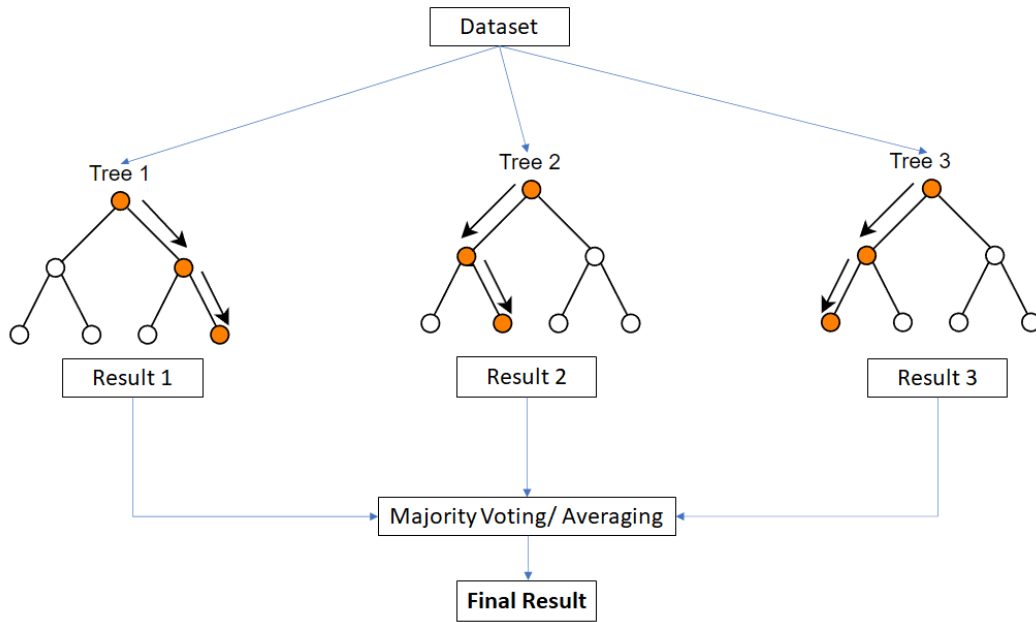 Dataset
Tree 1
Tree 2
Tree 3
Result 1
Result 2
Result 3
Majority Voting/ Averaging
Final Result